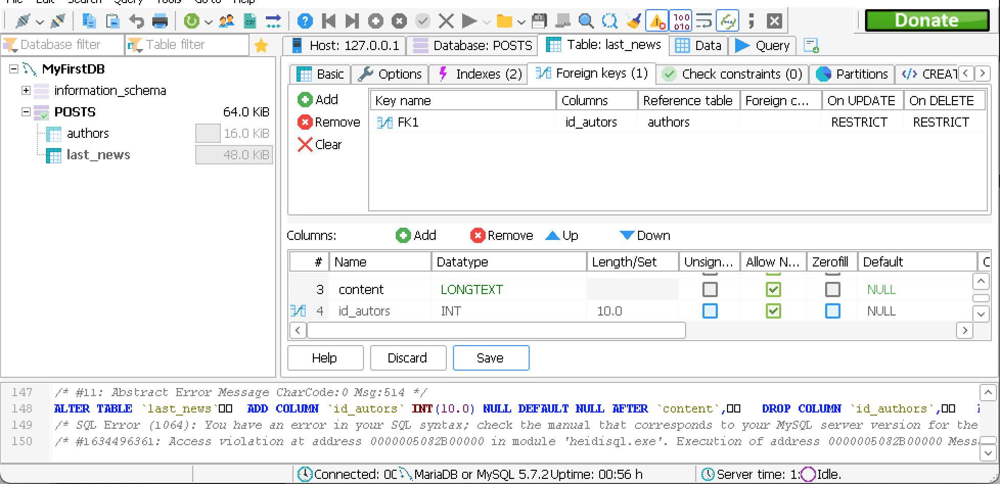 Donate
Database filter
Table filter
Host: 127.0.0.1
Database: POSTS
Table: last_news
Data
Query
MyFirstDB
information_schema
POSTS 64.0 KiB
authors 16.0 KiB
last_news 48.0 KiB
Basic
Options
Indexes (2)
Foreign keys (1)
Check constraints (0)
Partitions
CREAT
Add
Remove
Clear
Key name Columns Reference table Foreign c... On UPDATE On DELETE
FK1 id_autors authors RESTRICT RESTRICT
Columns: Add Remove Up Down
# Name Datatype Length/Set Unsign... Allow N... Zerofill Default
3 content LONGTEXT NULL
4 id_autors INT 10.0 NULL
Help Discard Save
147 /* #11: Abstract Error Message CharCode:0 Msg:514 */
148 ALTER TABLE `last_news` ADD COLUMN `id_autors` INT(10.0) NULL DEFAULT NULL AFTER `content`, DROP COLUMN `id_authors`,
149 /* SQL Error (1064): You have an error in your SQL syntax; check the manual that corresponds to your MySQL server version for the
150 /* #1634496361: Access violation at address 0000005082B00000 in module 'heidisql.exe'. Execution of address 0000005082B00000 Mess
Connected: 0 MariaDB or MySQL 5.7.2 Uptime: 00:56 h Server time: 1: Idle.